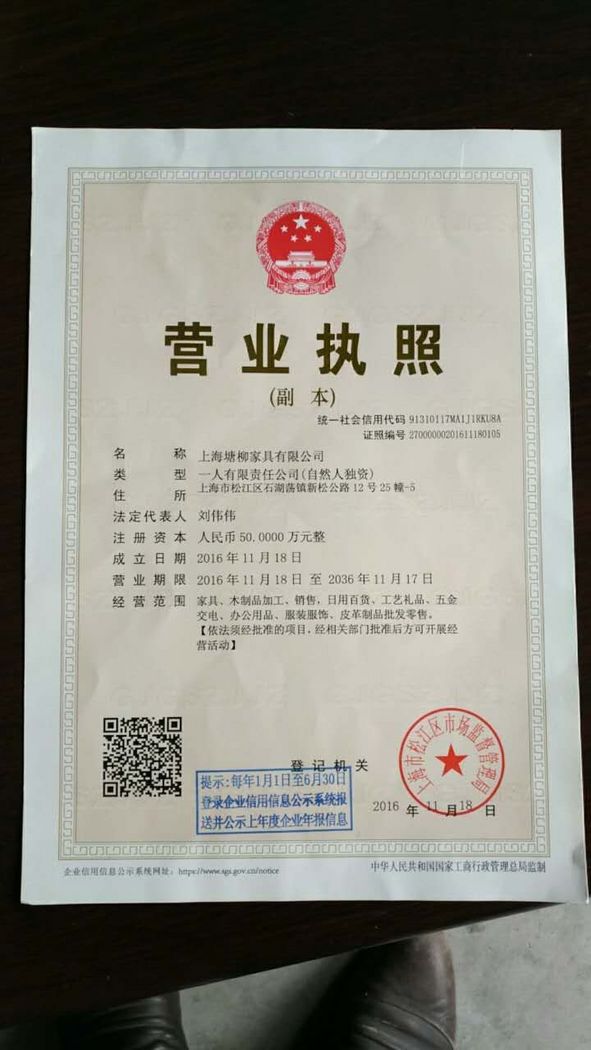 营业执照
(副本)
统一社会信用代码 91310117MA1J1RKU8A
证照编号 27000000201611180105
名称 上海塘柳家具有限公司
类型 一人有限责任公司(自然人独资)
住所 上海市松江区石湖荡镇新松公路12号25幢-5
法定代表人 刘伟伟
注册资本 人民币50.0000万元整
成立日期 2016年11月18日
营业期限 2016年11月18日 至 2036年11月17日
经营范围 家具、木制品加工、销售，日用百货、工艺礼品、五金
交电、办公用品、服装服饰、皮革制品批发零售。
【依法须经批准的项目，经相关部门批准后方可开展经
营活动】
登记机关
上海市松江区市场监督管理局
提示:每年1月1日至6月30日
登录企业信用信息公示系统报
送并公示上年度企业年报信息
2016 年 11 月 18 日
企业信用信息公示系统网址：https://www.sgs.gov.cn/notice
中华人民共和国国家工商行政管理总局监制